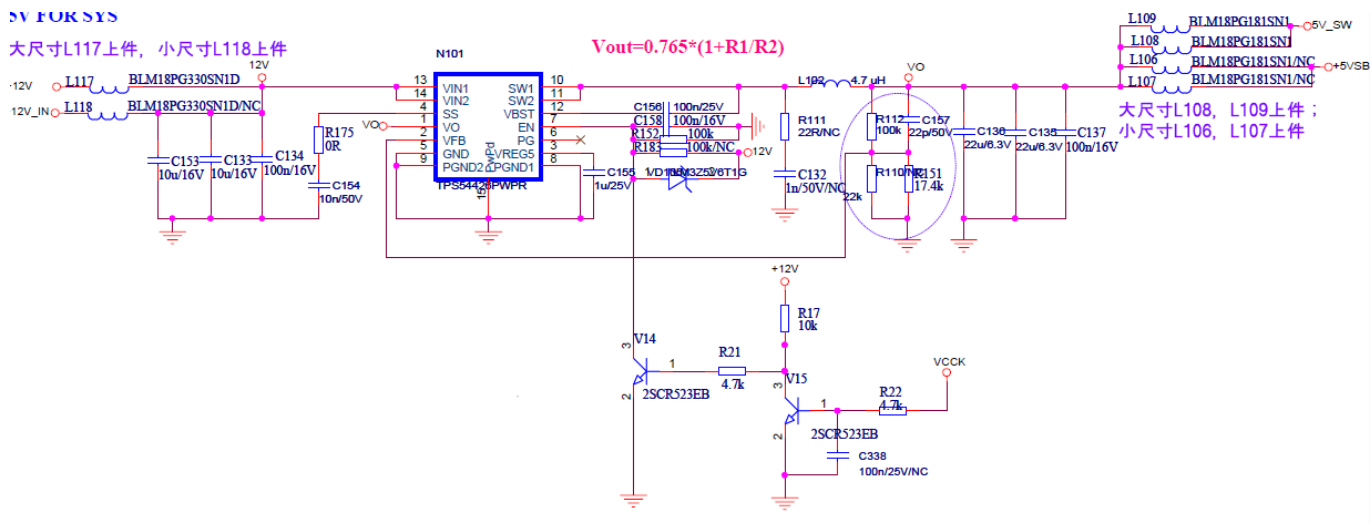 5V FOR SYS
大尺寸L117上件，小尺寸L118上件
Vout=0.765*(1+R1/R2)
N101
-12V
L117
BLM18PG330SN1D
12V
12V_IN
L118
BLM18PG330SN1D/NC
13 VIN1
14 VIN2
SS
1 VO
2 VFB
5 GND
9 PGND2
10 SW1
11 SW2
12 VBST
7 EN
6 PG
3 VREG5
8 PGND1
PwPd
15
TPS54426PWPR
VO
R175
0R
C153
10u/16V
C133
10u/16V
C134
100n/16V
C154
10n/50V
C155
1u/25V
C156
100n/25V
C158
100n/16V
R152
100k
R183
100k/NC
12V
L102
4.7 uH
VO
R111
22R/NC
C132
1n/50V/NC
R112
100k
C157
22p/50V
R110/NC
22k
R151
17.4k
C136
22u/6.3V
C135
22u/6.3V
C137
100n/16V
L109
BLM18PG181SN1
5V_SW
L108
BLM18PG181SN1
L106
BLM18PG181SN1/NC
+5VSB
L107
BLM18PG181SN1/NC
大尺寸L108，L109上件；
小尺寸L106，L107上件
+12V
R17
10k
V14
3
1
2
2SCR523EB
R21
4.7k
V15
3
1
2
2SCR523EB
R22
4.7k
VCCK
C338
100n/25V/NC